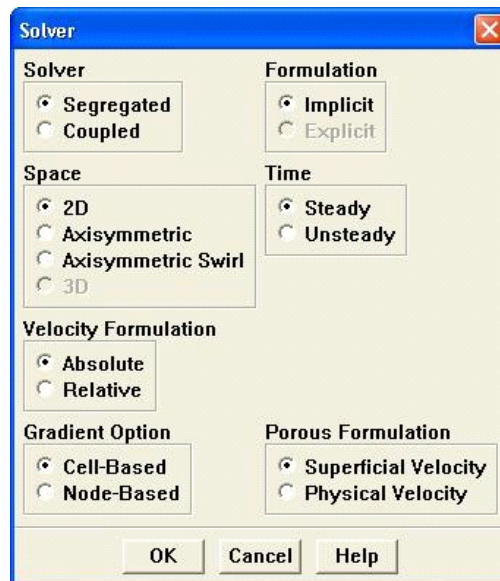 Solver
Solver
Segregated
Coupled
Formulation
Implicit
Explicit
Space
2D
Axisymmetric
Axisymmetric Swirl
3D
Time
Steady
Unsteady
Velocity Formulation
Absolute
Relative
Gradient Option
Cell-Based
Node-Based
Porous Formulation
Superficial Velocity
Physical Velocity
OK Cancel Help